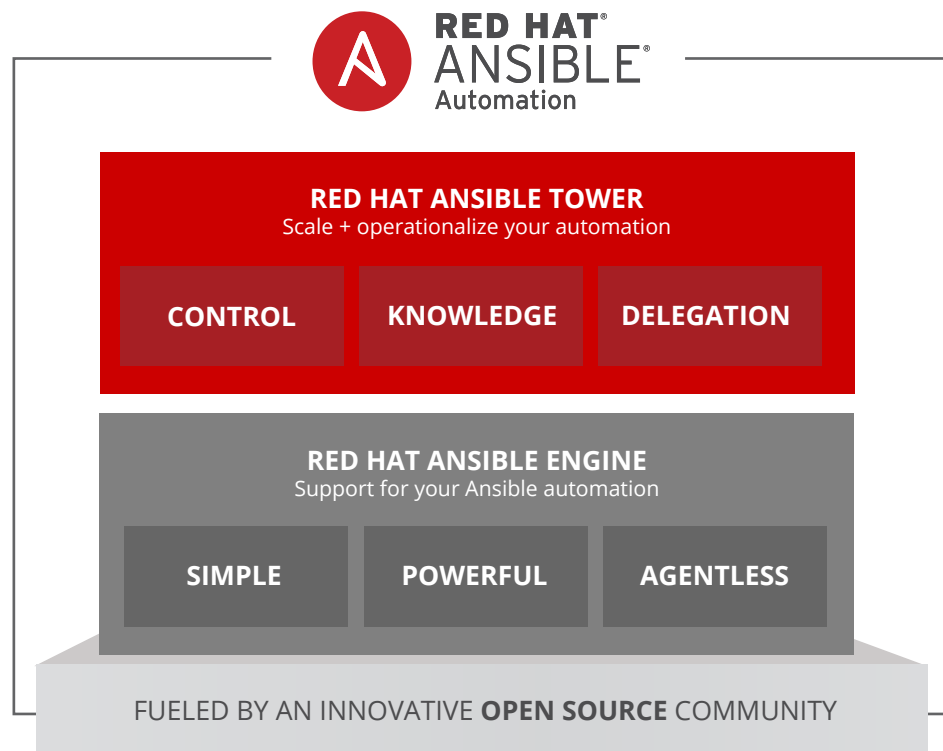 RED HAT®
ANSIBLE®
Automation
RED HAT ANSIBLE TOWER
Scale + operationalize your automation
CONTROL
KNOWLEDGE
DELEGATION
RED HAT ANSIBLE ENGINE
Support for your Ansible automation
SIMPLE
POWERFUL
AGENTLESS
FUELED BY AN INNOVATIVE OPEN SOURCE COMMUNITY